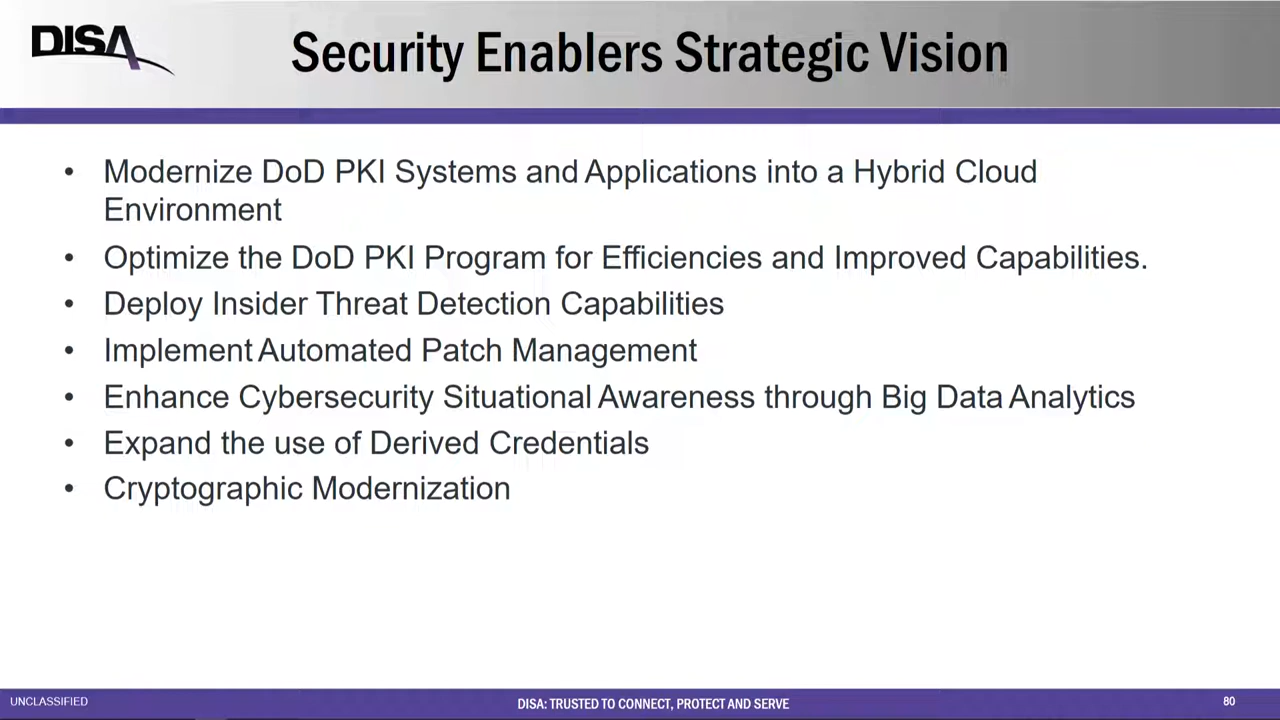 DISA
Security Enablers Strategic Vision
• Modernize DoD PKI Systems and Applications into a Hybrid Cloud
Environment
• Optimize the DoD PKI Program for Efficiencies and Improved Capabilities.
• Deploy Insider Threat Detection Capabilities
• Implement Automated Patch Management
• Enhance Cybersecurity Situational Awareness through Big Data Analytics
• Expand the use of Derived Credentials
• Cryptographic Modernization
UNCLASSIFIED
DISA: TRUSTED TO CONNECT, PROTECT AND SERVE
80